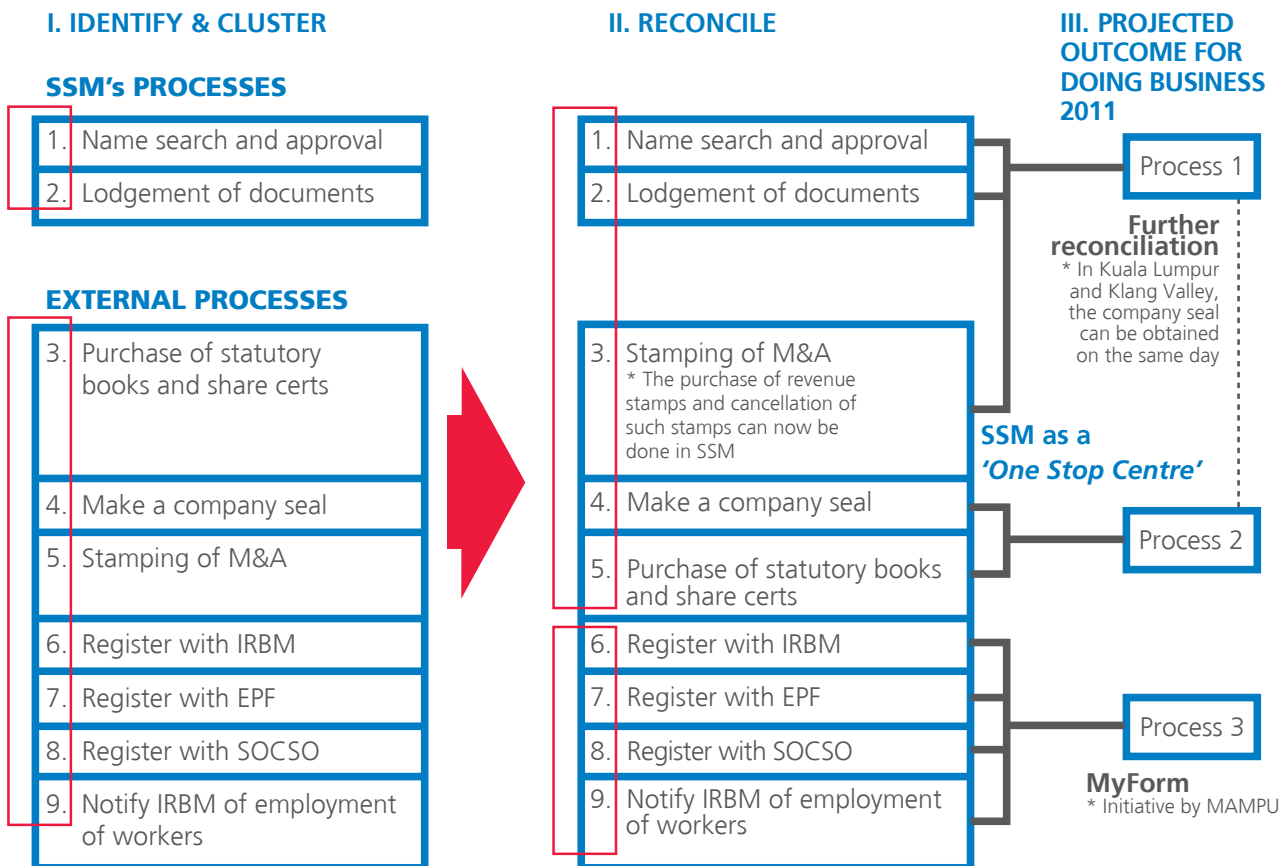 I. IDENTIFY & CLUSTER
SSM's PROCESSES
1. Name search and approval
2. Lodgement of documents
EXTERNAL PROCESSES
3. Purchase of statutory
books and share certs
4. Make a company seal
5. Stamping of M&A
6. Register with IRBM
7. Register with EPF
8. Register with SOCSO
9. Notify IRBM of employment
of workers
II. RECONCILE
1. Name search and approval
2. Lodgement of documents
3. Stamping of M&A
* The purchase of revenue
stamps and cancellation of
such stamps can now be
done in SSM
4. Make a company seal
5. Purchase of statutory books
and share certs
6. Register with IRBM
7. Register with EPF
8. Register with SOCSO
9. Notify IRBM of employment
of workers
III. PROJECTED
OUTCOME FOR
DOING BUSINESS
2011
Process 1
Further
reconciliation
* In Kuala Lumpur
and Klang Valley,
the company seal
can be obtained
on the same day
SSM as a
'One Stop Centre'
Process 2
Process 3
MyForm
* Initiative by MAMPU